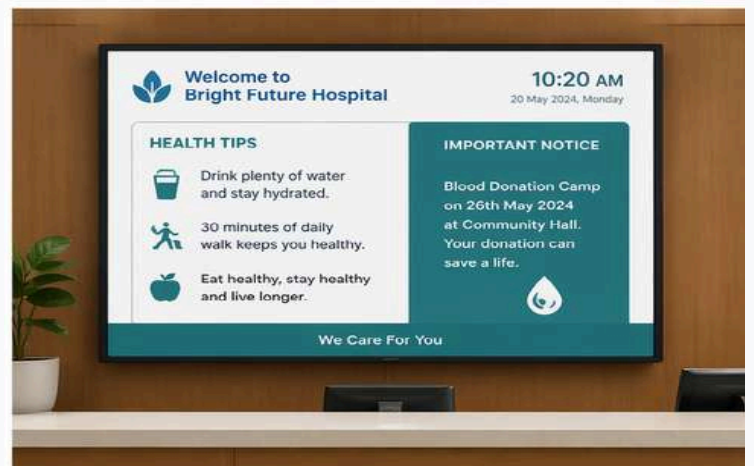 Welcome to
Bright Future Hospital
10:20 AM
20 May 2024, Monday
HEALTH TIPS
Drink plenty of water
and stay hydrated.
30 minutes of daily
walk keeps you healthy.
Eat healthy, stay healthy
and live longer.
IMPORTANT NOTICE
Blood Donation Camp
on 26th May 2024
at Community Hall.
Your donation can
save a life.
We Care For You